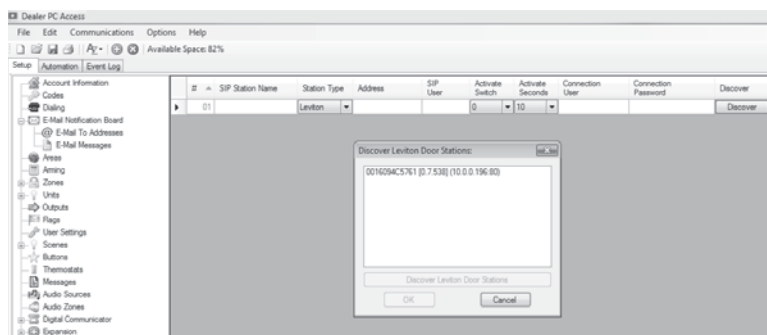 Dealer PC Access
File Edit Communications Options Help
Available Space: 82%
Setup Automation Event Log
Account Information
Codes
Dialing
E-Mail Notification Board
E-Mail To Addresses
E-Mail Messages
Areas
Arming
Zones
Units
Outputs
Flags
User Settings
Scenes
Buttons
Thermostats
Messages
Audio Sources
Audio Zones
Digital Communicator
Expansion
# SIP Station Name Station Type Address SIP User Activate Switch Activate Seconds Connection User Connection Password Discover
01 Leviton 0 10 Discover
Discover Leviton Door Stations:
0016094C5761 [0.7.538] (10.0.0.196:80)
Discover Leviton Door Stations
OK Cancel